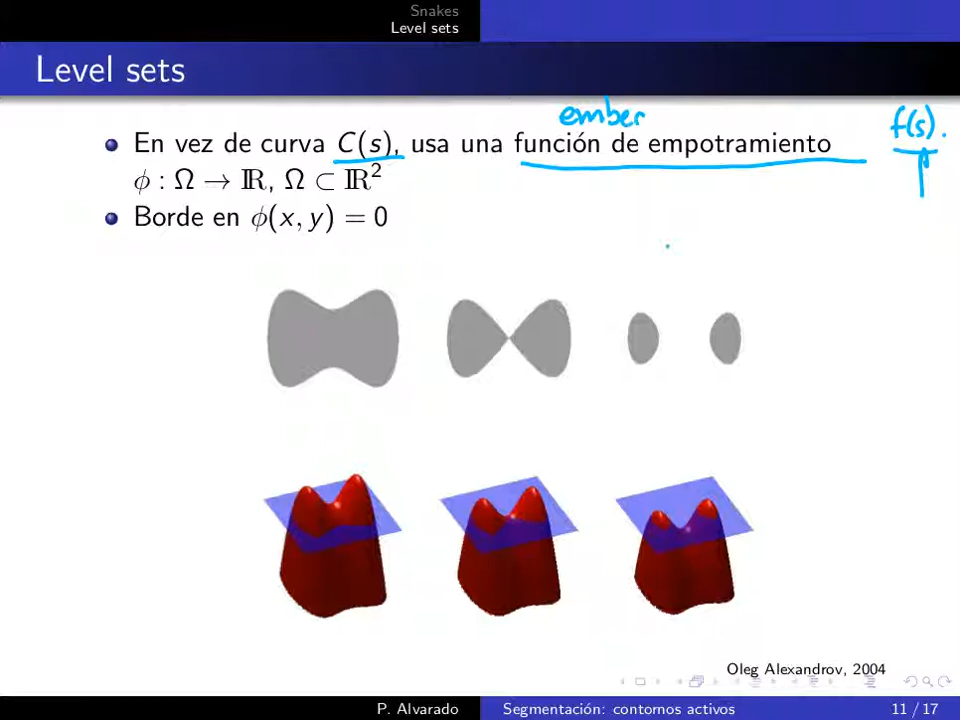 Snakes
Level sets
Level sets
ember
f(s).
En vez de curva C(s), usa una función de empotramiento
ϕ : Ω → ℝ, Ω ⊂ ℝ²
Borde en ϕ(x, y) = 0
Oleg Alexandrov, 2004
P. Alvarado
Segmentación: contornos activos
11 / 17